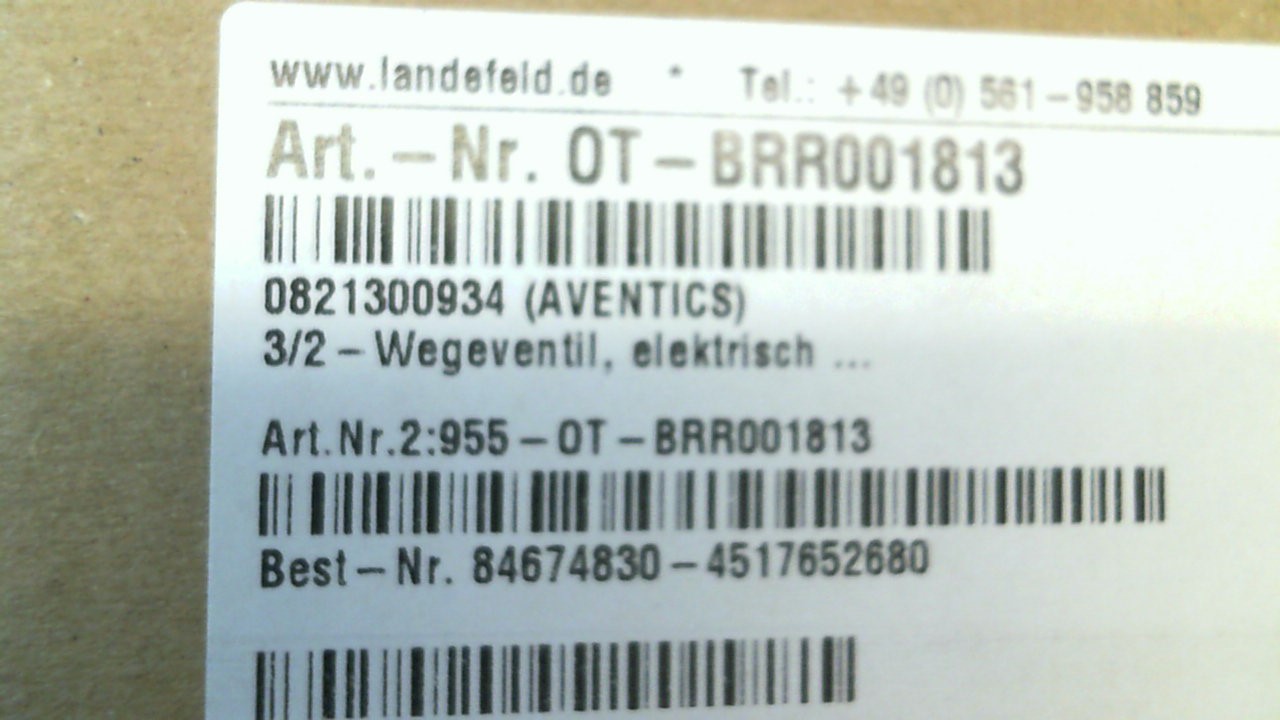 www.landefeld.de * Tel.: +49 (0) 561-958 859
Art.-Nr. OT-BRR001813
0821300934 (AVENTICS)
3/2-Wegeventil, elektrisch ...
Art.Nr.2:955-OT-BRR001813
Best-Nr. 84674830-4517652680